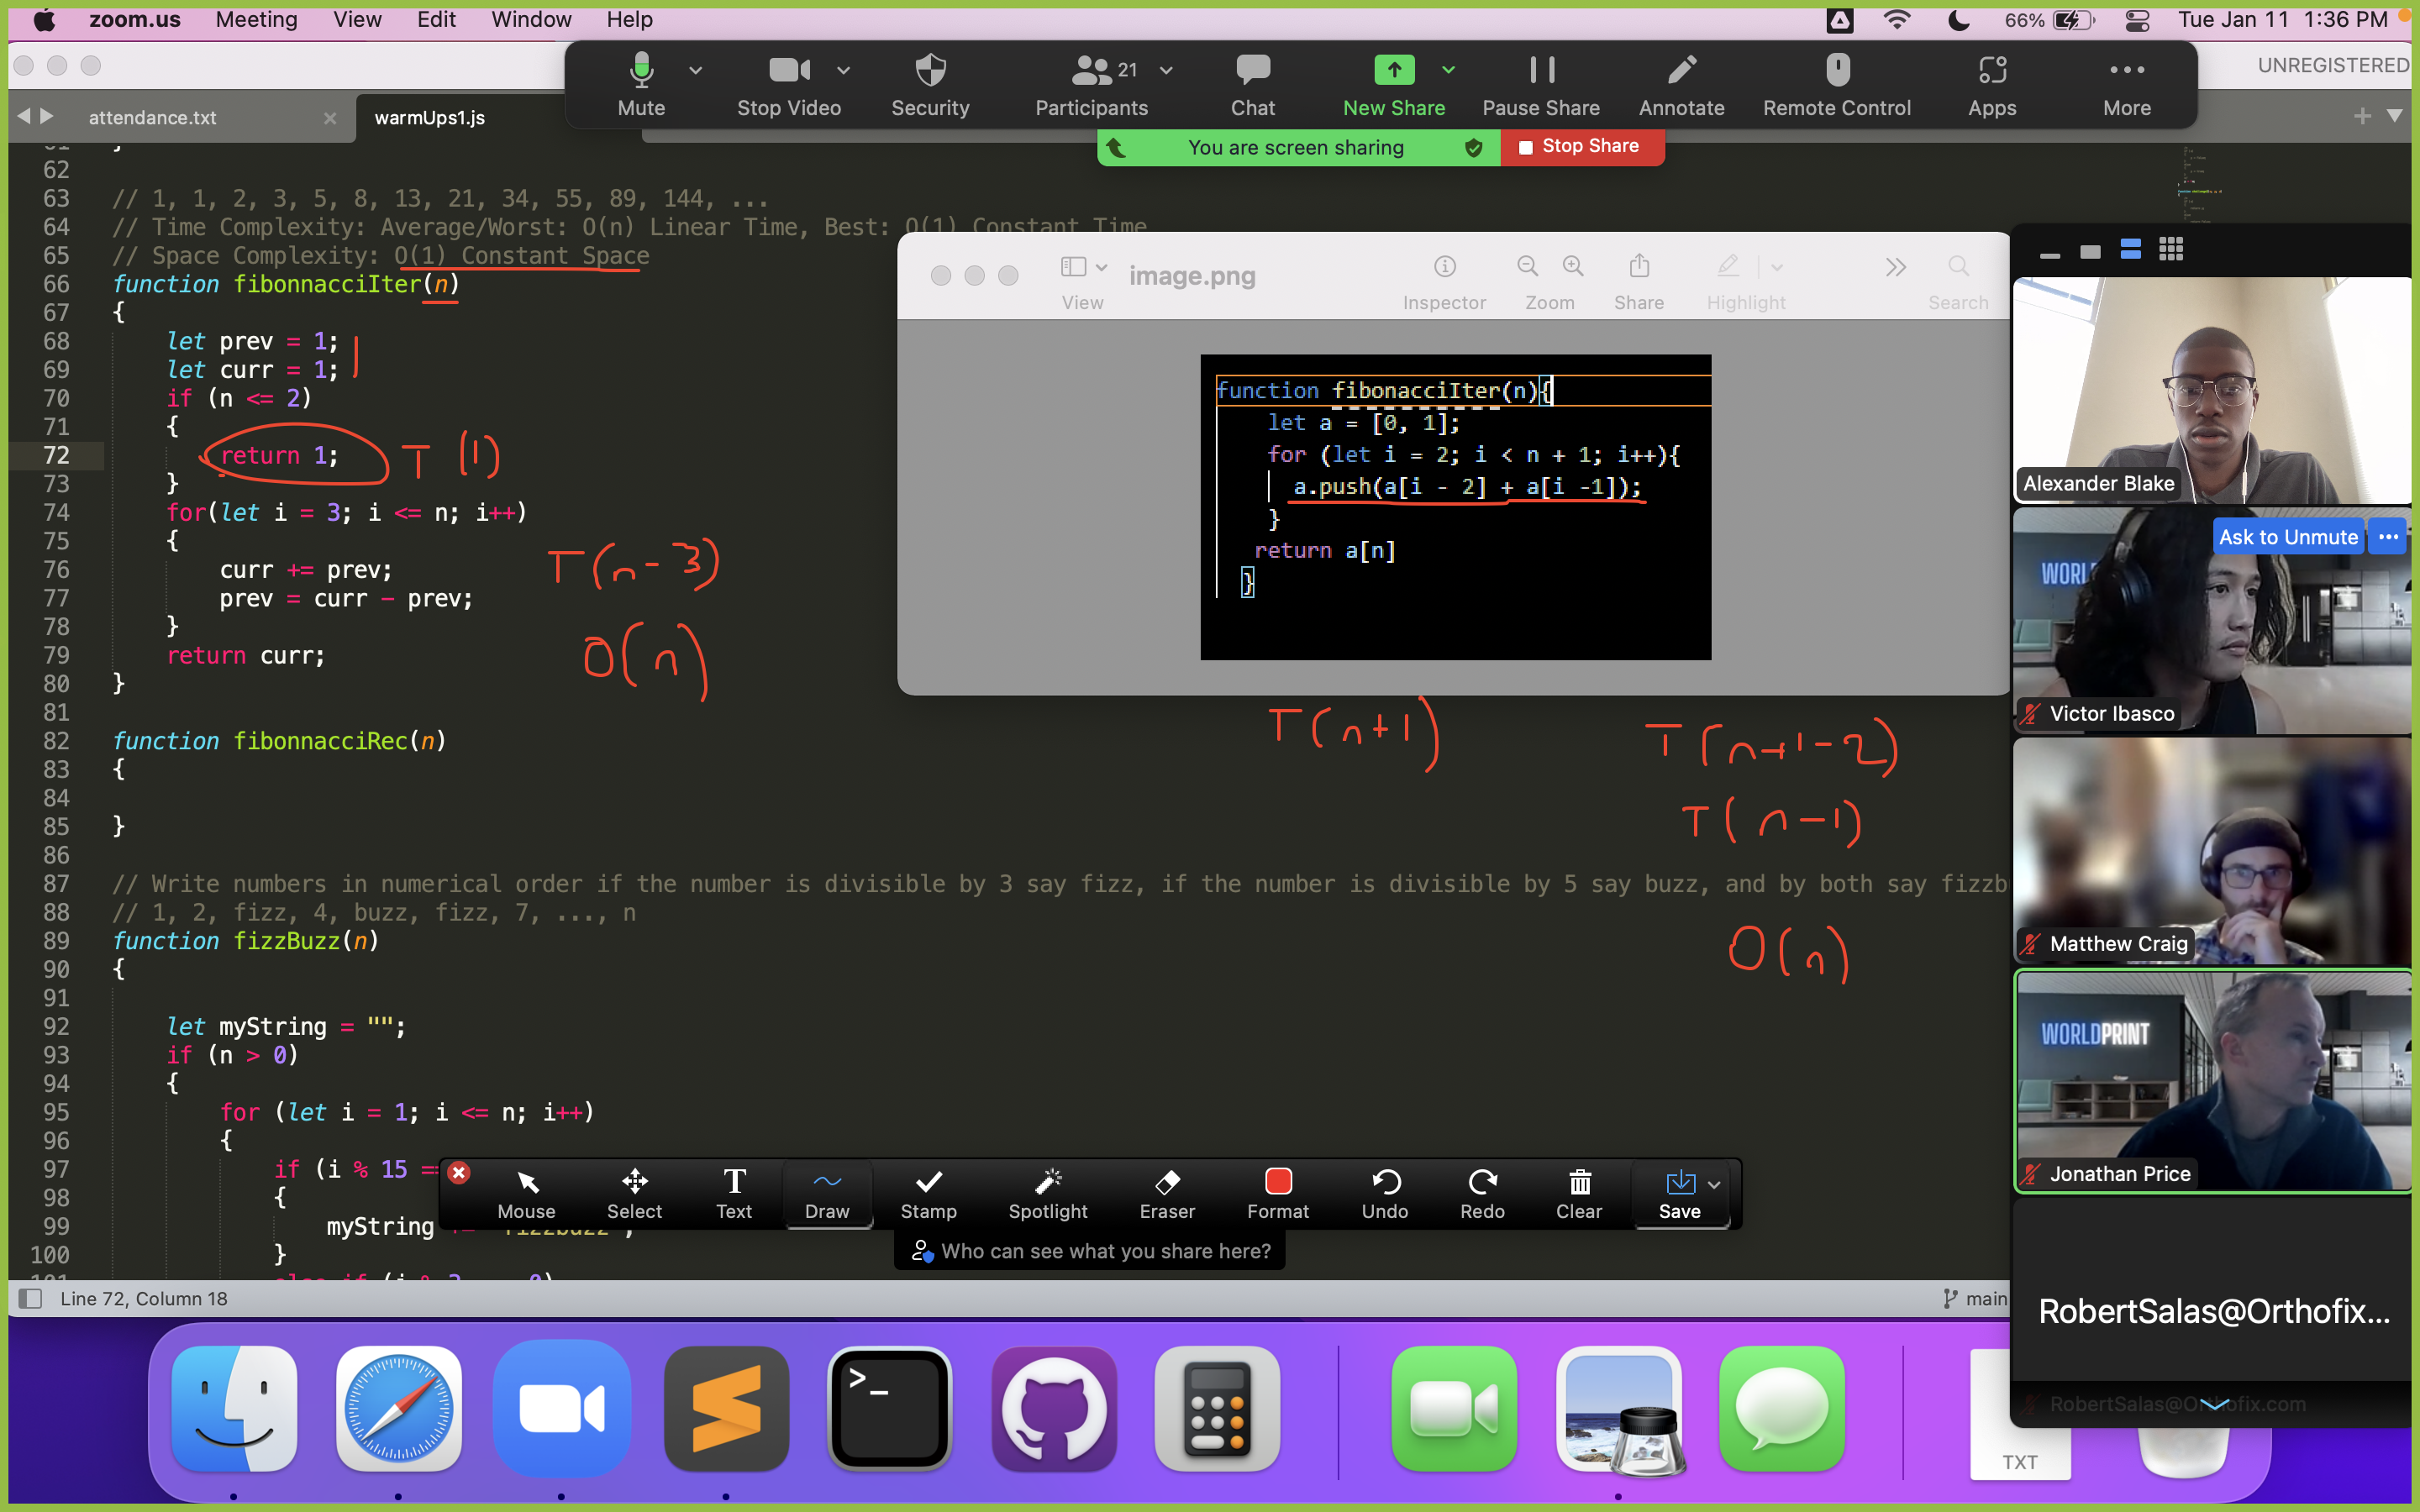 zoom.us Meeting View Edit Window Help 66% Tue Jan 11 1:36 PM
Mute Stop Video Security Participants 21 Chat New Share Pause Share Annotate Remote Control Apps More
UNREGISTERED
attendance.txt warmUps1.js
You are screen sharing Stop Share
61 }
62
63 // 1, 1, 2, 3, 5, 8, 13, 21, 34, 55, 89, 144, ...
64 // Time Complexity: Average/Worst: O(n) Linear Time, Best: O(1) Constant Time
65 // Space Complexity: O(1) Constant Space
66 function fibonnacciIter(n)
67 {
68 let prev = 1;
69 let curr = 1;
70 if (n <= 2)
71 {
72 return 1; T (1)
73 }
74 for(let i = 3; i <= n; i++)
75 {
76 curr += prev;
77 prev = curr - prev;
78 }
79 return curr;
80 }
T(n-3)
O(n)
81
82 function fibonnacciRec(n)
83 {
84
85 }
86
87 // Write numbers in numerical order if the number is divisible by 3 say fizz, if the number is divisible by 5 say buzz, and by both say fizzb
88 // 1, 2, fizz, 4, buzz, fizz, 7, ..., n
89 function fizzBuzz(n)
90 {
91
92 let myString = "";
93 if (n > 0)
94 {
95 for (let i = 1; i <= n; i++)
96 {
97 if (i % 15 ==
98 {
99 myString
100 }
101
image.png
View Inspector Zoom Share Highlight Search
function fibonacciIter(n){
let a = [0, 1];
for (let i = 2; i < n + 1; i++){
a.push(a[i - 2] + a[i -1]);
}
return a[n]
}
T(n+1)
T(n+1-2)
T(n-1)
O(n)
Alexander Blake
Ask to Unmute ...
WORL
Victor Ibasco
Matthew Craig
WORLDPRINT
Jonathan Price
RobertSalas@Orthofix...
RobertSalas@Orthofix.com
Mouse Select Text Draw Stamp Spotlight Eraser Format Undo Redo Clear Save
Who can see what you share here?
Line 72, Column 18
main
>_
TXT